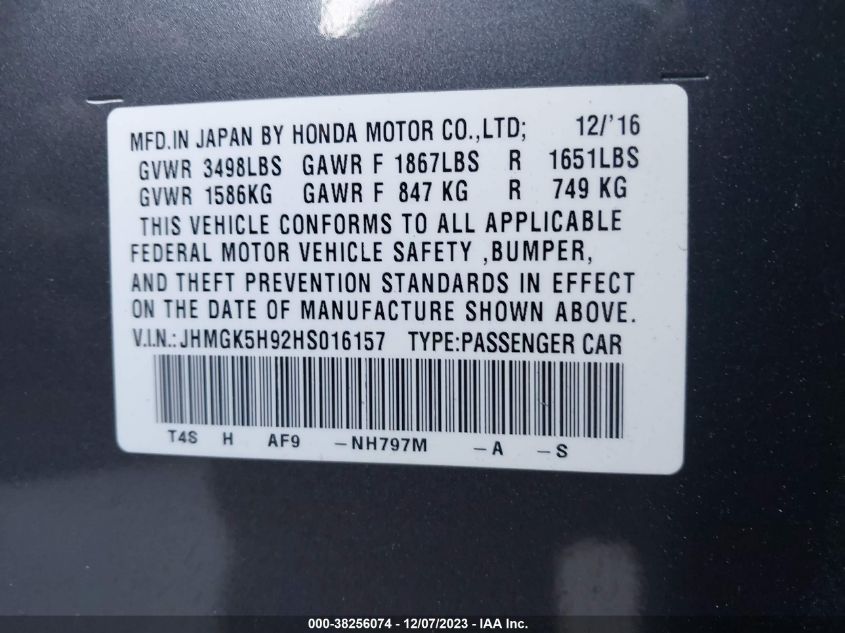 MFD.IN JAPAN BY HONDA MOTOR CO.,LTD; 12/'16
GVWR 3498LBS GAWR F 1867LBS R 1651LBS
GVWR 1586KG GAWR F 847 KG R 749 KG
THIS VEHICLE CONFORMS TO ALL APPLICABLE
FEDERAL MOTOR VEHICLE SAFETY ,BUMPER,
AND THEFT PREVENTION STANDARDS IN EFFECT
ON THE DATE OF MANUFACTURE SHOWN ABOVE.
V.I.N.: JHMGK5H92HS016157 TYPE:PASSENGER CAR
T4S H AF9 -NH797M -A -S
000-38256074 - 12/07/2023 - IAA Inc.